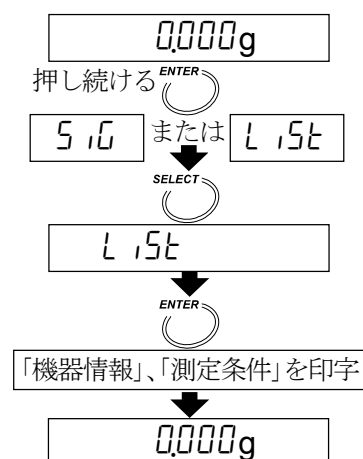 0.000g
押し続ける ENTER
SiG または LiSt
SELECT
LiSt
ENTER
「機器情報」、「測定条件」を印字
0.000g